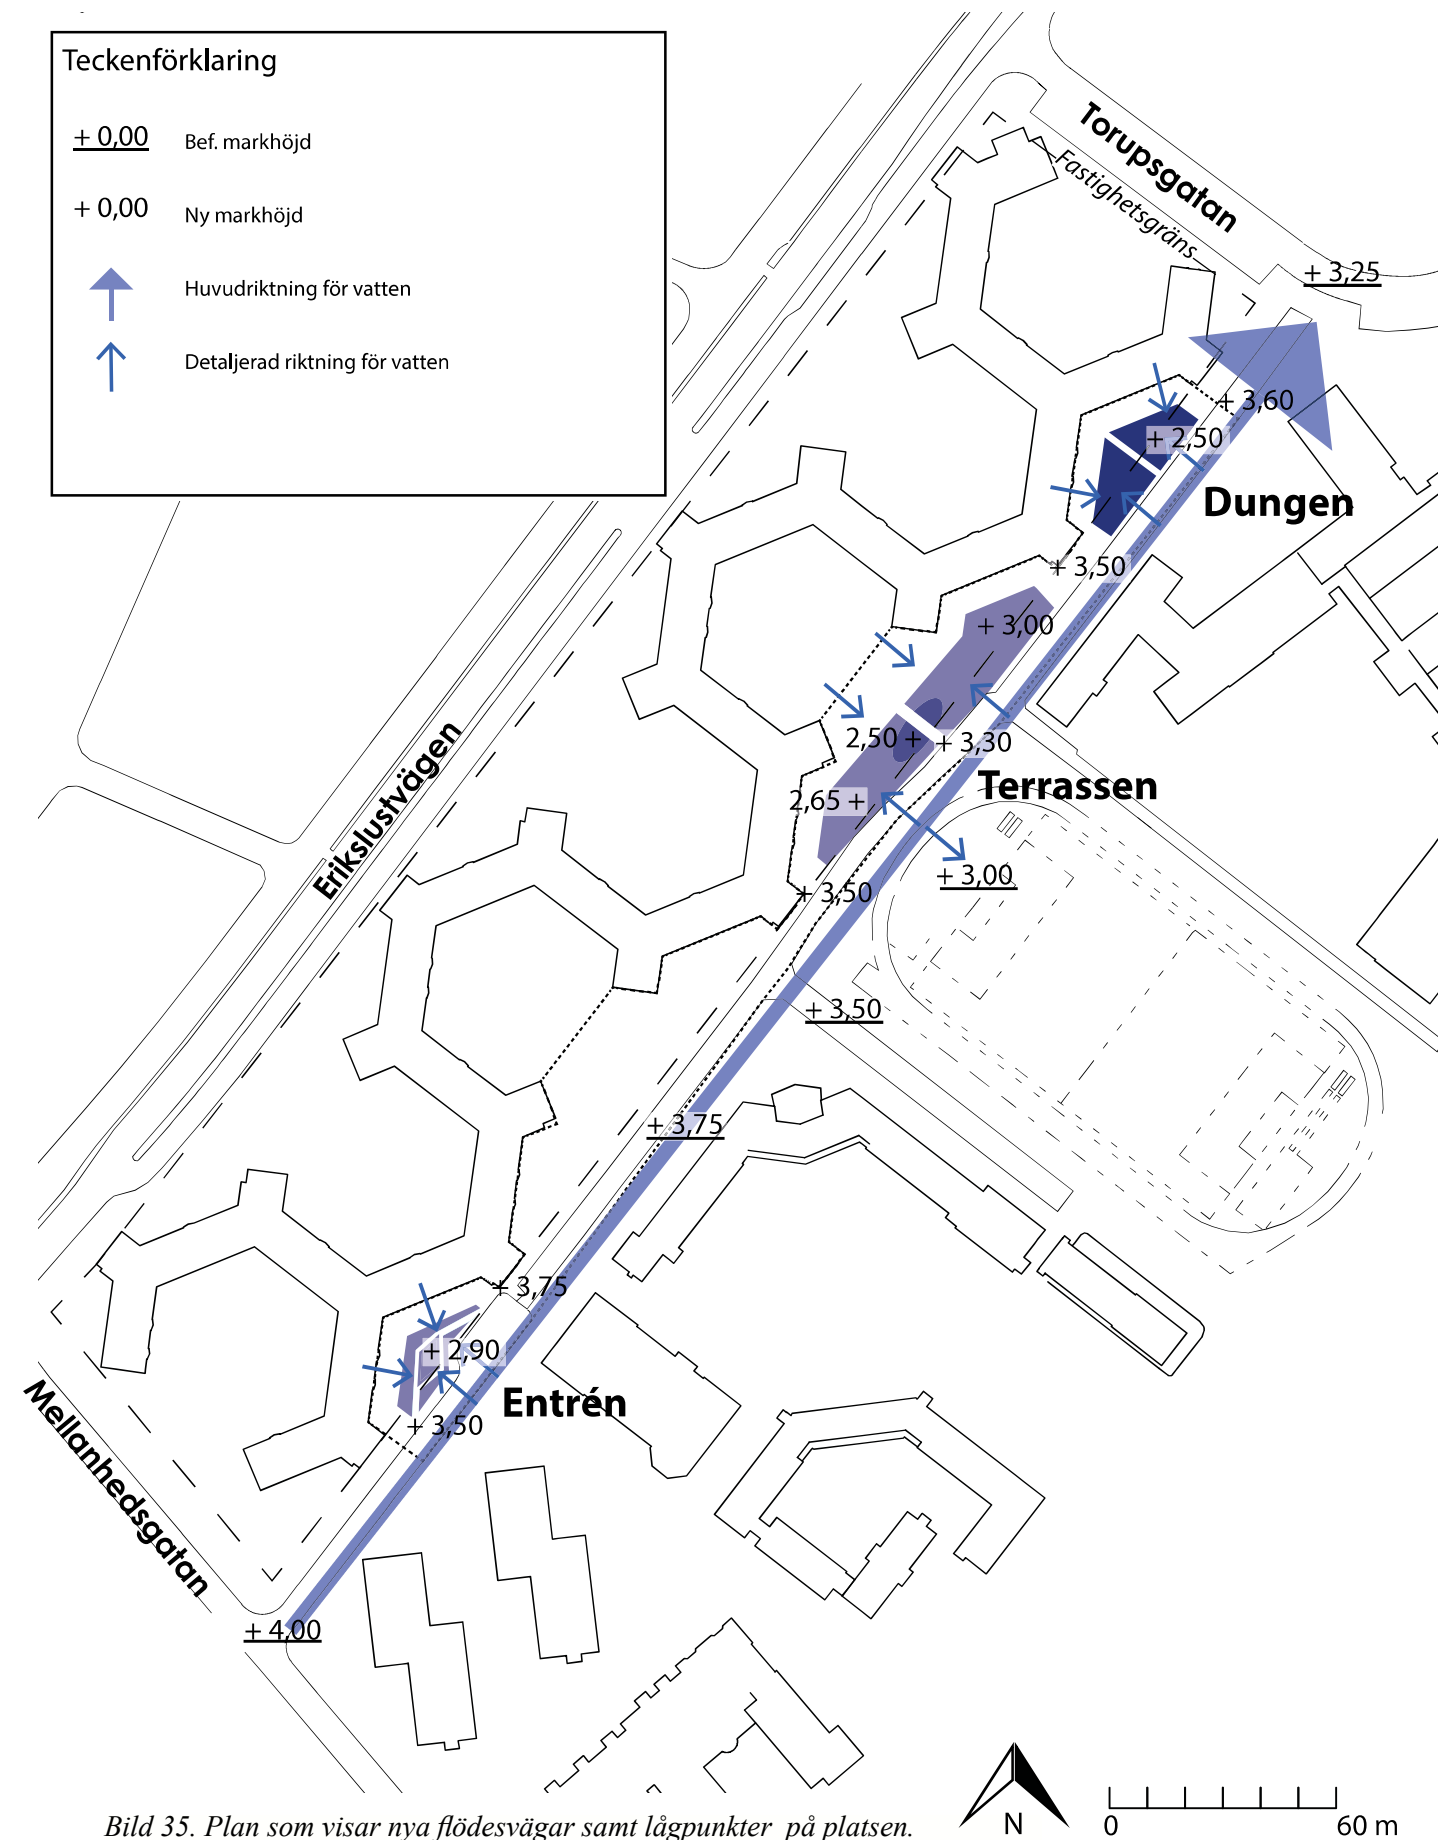 Teckenförklaring
+ 0,00 Bef. markhöjd
+ 0,00 Ny markhöjd
Huvudriktning för vatten
Detaljerad riktning för vatten
Torupsgatan
Fastighetsgräns
+ 3,25
+ 3,60
+ 2,50
Dungen
+ 3,50
+ 3,00
2,50 +
+ 3,30
Terrassen
2,65 +
+ 3,00
+ 3,50
+ 3,50
Erikslustvägen
+ 3,75
+ 3,75
+ 2,90
Entrén
+ 3,50
Mellanhedsgatan
+ 4,00
N
0 60 m
Bild 35. Plan som visar nya flödesvägar samt lågpunkter på platsen.